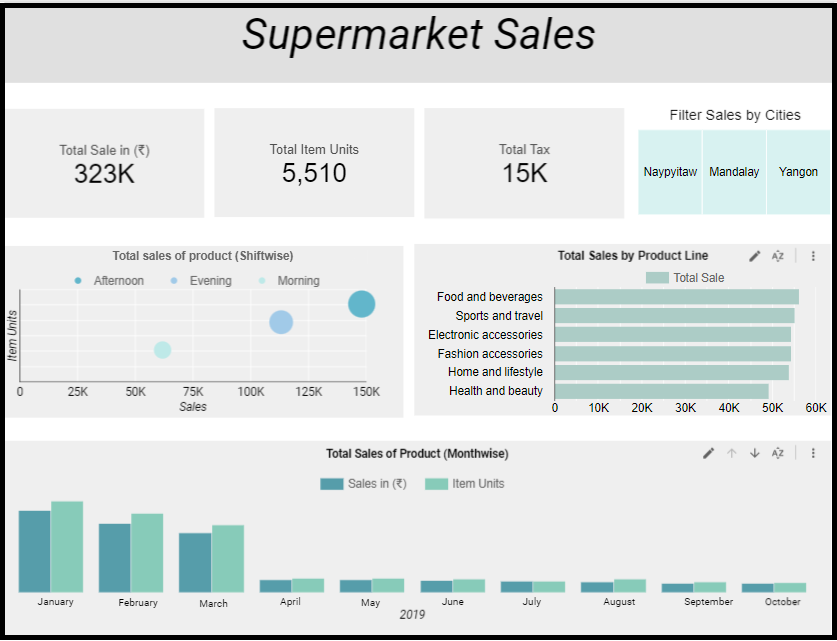 Supermarket Sales
Total Sale in (₹)
323K
Total Item Units
5,510
Total Tax
15K
Filter Sales by Cities
Naypyitaw Mandalay Yangon
Total sales of product (Shiftwise)
Afternoon Evening Morning
Item Units
0 25K 50K 75K 100K 125K 150K
Sales
Total Sales by Product Line
Total Sale
Food and beverages
Sports and travel
Electronic accessories
Fashion accessories
Home and lifestyle
Health and beauty
0 10K 20K 30K 40K 50K 60K
Total Sales of Product (Monthwise)
Sales in (₹) Item Units
January February March April May June July August September October
2019